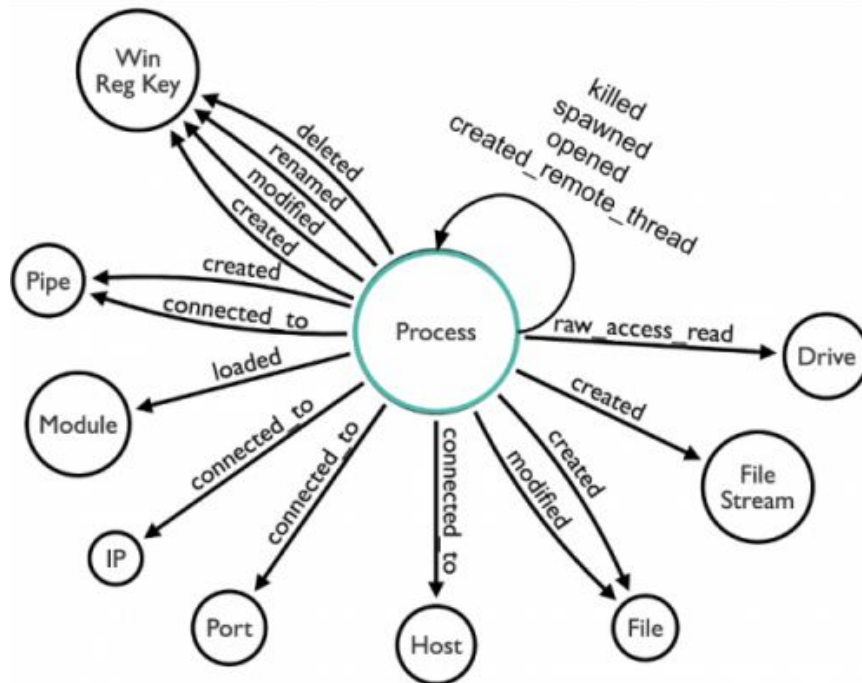 Win
Reg Key
killed
spawned
opened
created_remote_thread
deleted
renamed
modified
created
Pipe
created
connected_to
Process
raw_access_read
Drive
loaded
created
Module
connected_to
connected_to
connected_to
created
modified
File
Stream
IP
Port
Host
File